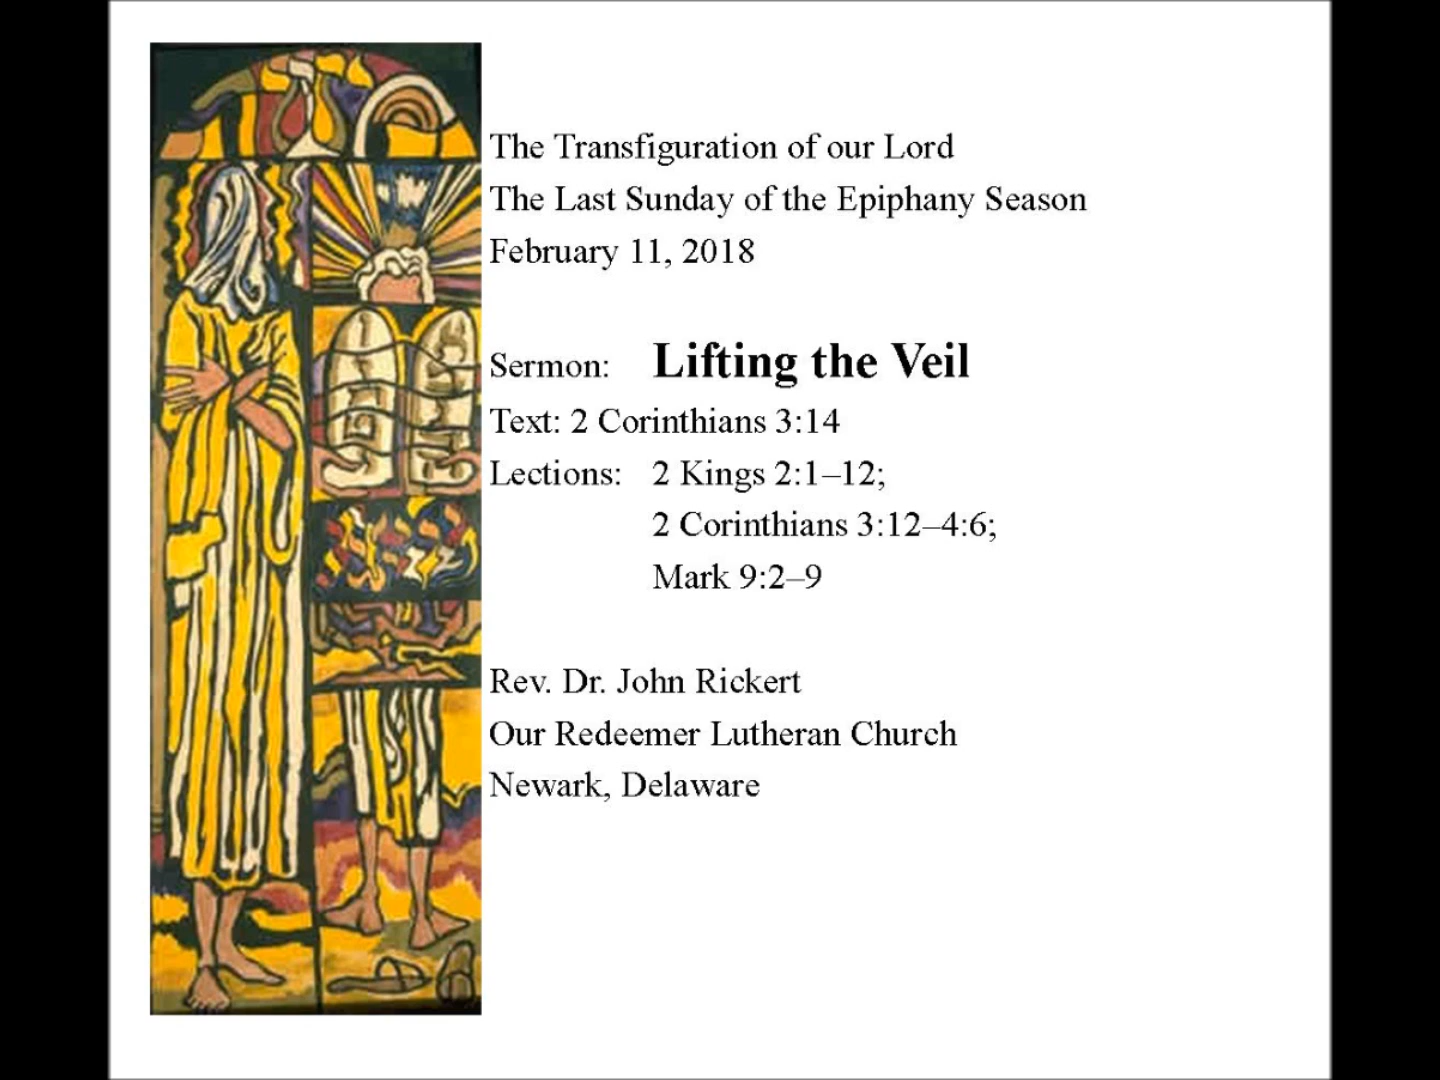 The Transfiguration of our Lord
The Last Sunday of the Epiphany Season
February 11, 2018
Sermon: Lifting the Veil
Text: 2 Corinthians 3:14
Lections: 2 Kings 2:1–12;
2 Corinthians 3:12–4:6;
Mark 9:2–9
Rev. Dr. John Rickert
Our Redeemer Lutheran Church
Newark, Delaware